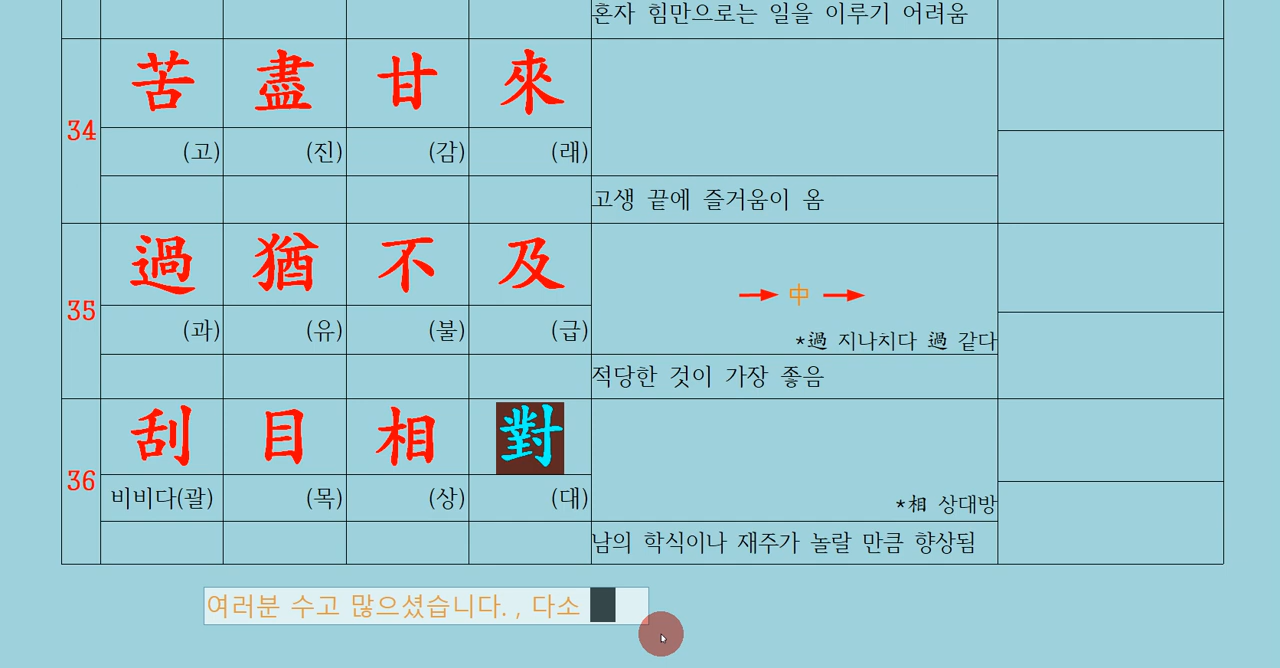 혼자 힘만으로는 일을 이루기 어려움
34
苦 盡 甘 來
(고) (진) (감) (래)
고생 끝에 즐거움이 옴
35
過 猶 不 及
→ 中 →
(과) (유) (불) (급)
*過 지나치다 過 같다
적당한 것이 가장 좋음
36
刮 目 相 對
비비다(괄) (목) (상) (대)
*相 상대방
남의 학식이나 재주가 놀랄 만큼 향상됨
여러분 수고 많으셨습니다. , 다소